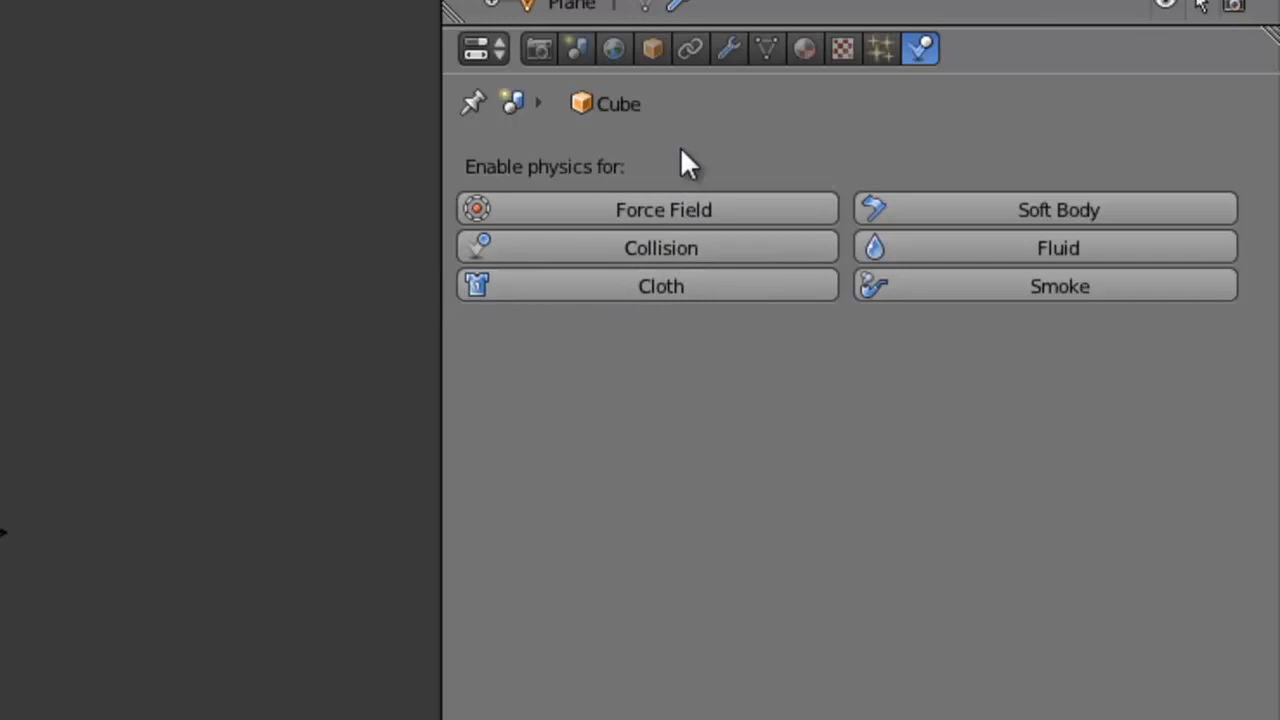 Plane
Cube
Enable physics for:
Force Field
Soft Body
Collision
Fluid
Cloth
Smoke